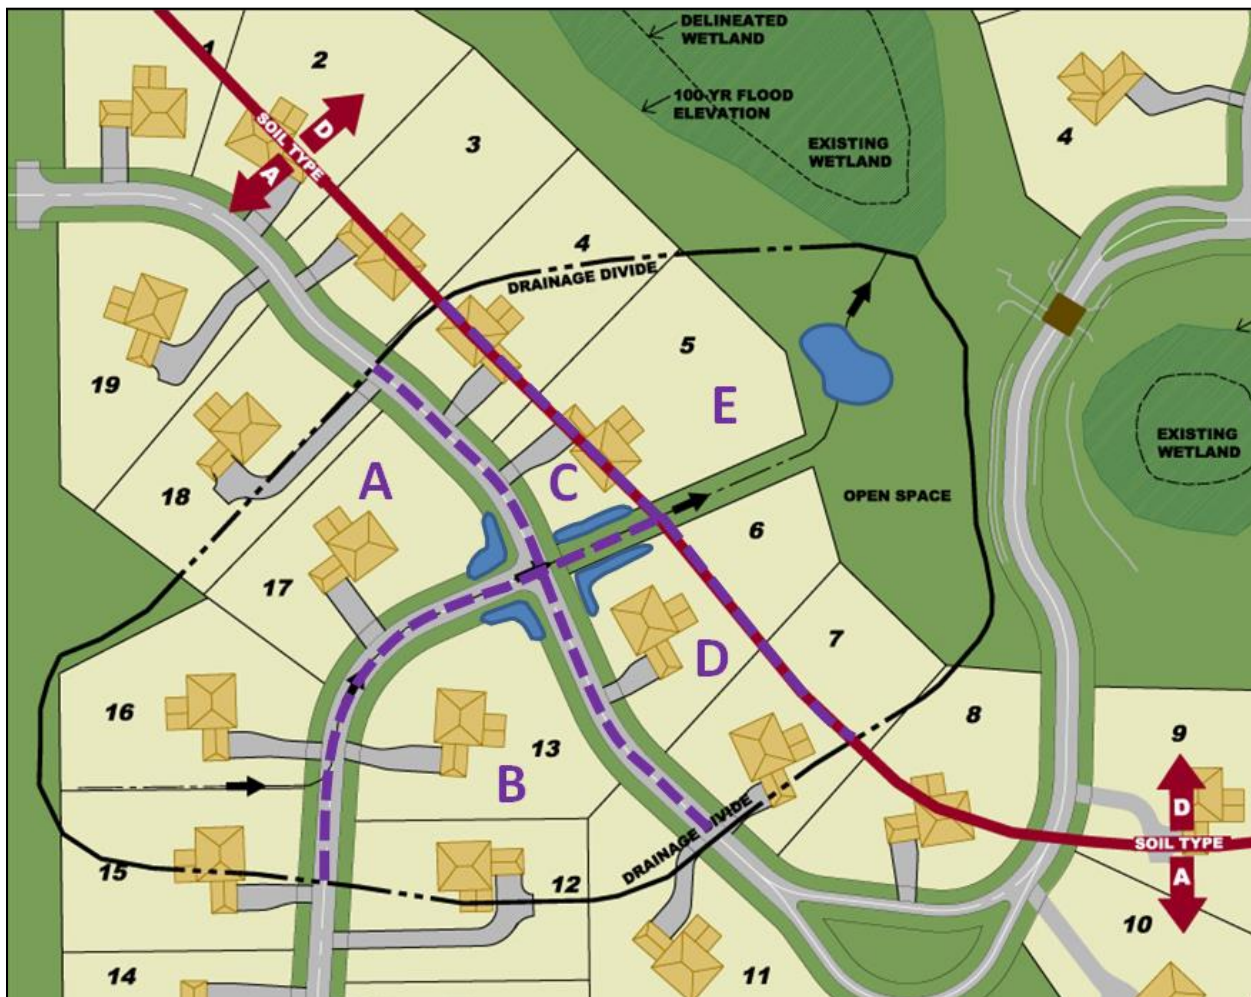 1
2
DELINEATED
WETLAND
100-YR FLOOD
ELEVATION
EXISTING
WETLAND
4
D
SOIL TYPE
A
3
4
DRAINAGE DIVIDE
19
5
E
18
A
C
EXISTING
WETLAND
OPEN SPACE
17
6
7
D
16
13
B
8
9
D
SOIL TYPE
A
DRAINAGE DIVIDE
15
12
10
14
11